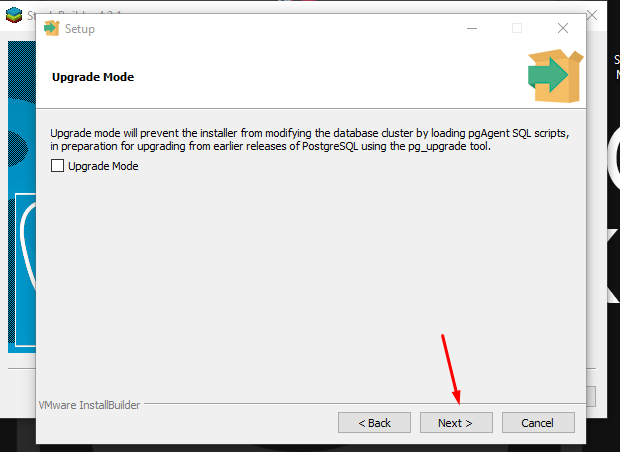 Setup
Upgrade Mode
Upgrade mode will prevent the installer from modifying the database cluster by loading pgAgent SQL scripts,
in preparation for upgrading from earlier releases of PostgreSQL using the pg_upgrade tool.
Upgrade Mode
VMware InstallBuilder
< Back
Next >
Cancel